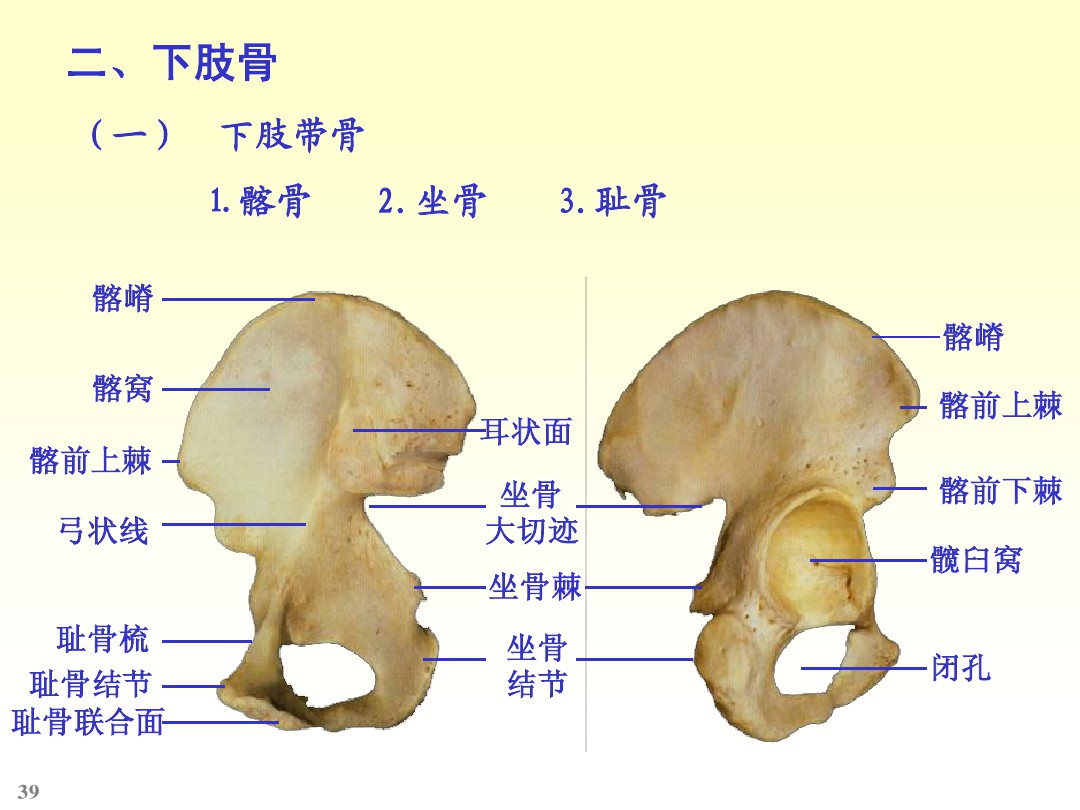 二、下肢骨
（一） 下肢带骨
1.髂骨 2.坐骨 3.耻骨
髂嵴
髂窝
髂前上棘
弓状线
耻骨梳
耻骨结节
耻骨联合面
耳状面
坐骨
大切迹
坐骨棘
坐骨
结节
髂嵴
髂前上棘
髂前下棘
髋臼窝
闭孔
39